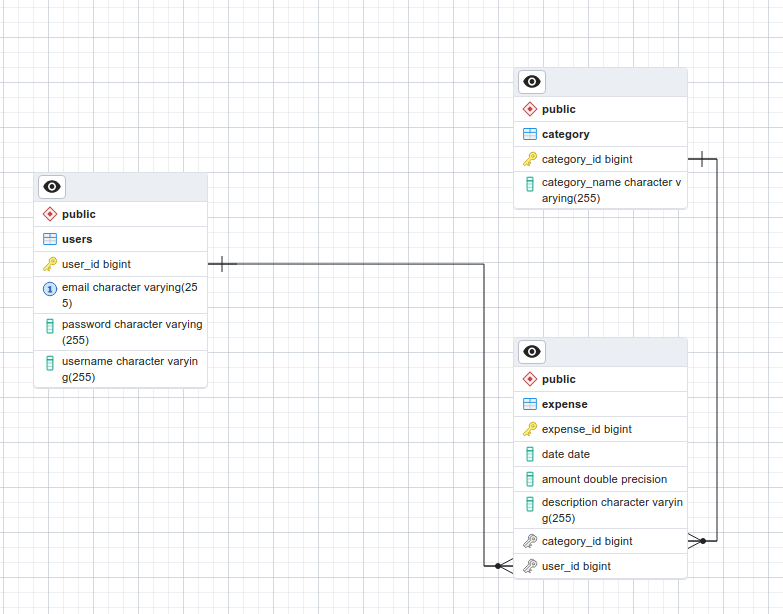 public
users
user_id bigint
email character varying(25
5)
password character varying
(255)
username character varyin
g(255)
public
category
category_id bigint
category_name character v
arying(255)
public
expense
expense_id bigint
date date
amount double precision
description character varyin
g(255)
category_id bigint
user_id bigint